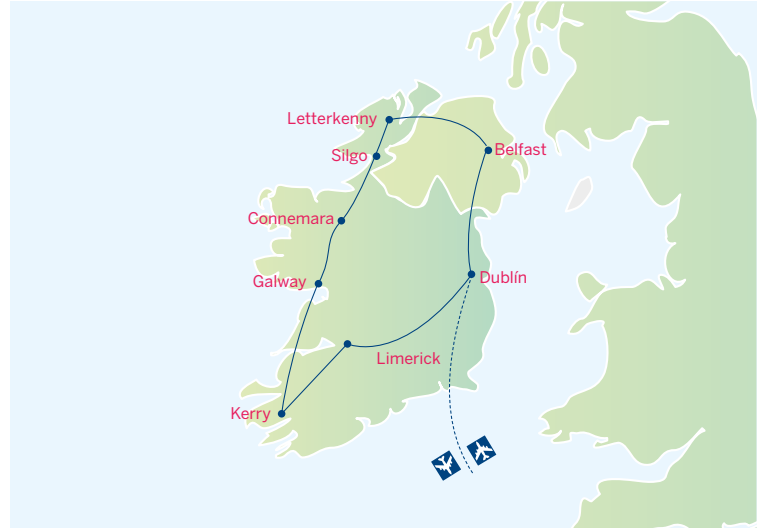 Letterkenny
Silgo
Belfast
Connemara
Galway
Dublín
Limerick
Kerry